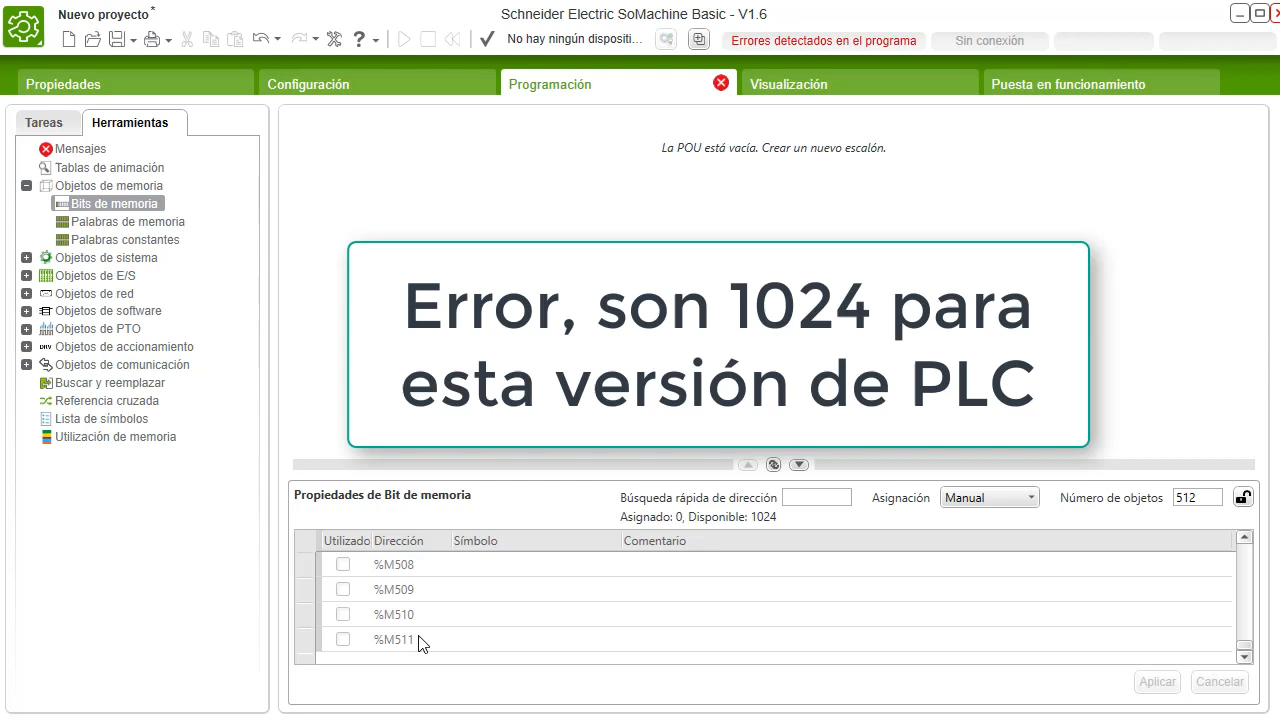 Nuevo proyecto *
Schneider Electric SoMachine Basic - V1.6
No hay ningún dispositi...
Errores detectados en el programa
Sin conexión
Propiedades
Configuración
Programación
Visualización
Puesta en funcionamiento
Tareas
Herramientas
Mensajes
Tablas de animación
Objetos de memoria
Bits de memoria
Palabras de memoria
Palabras constantes
Objetos de sistema
Objetos de E/S
Objetos de red
Objetos de software
Objetos de PTO
DRV Objetos de accionamiento
Objetos de comunicación
Buscar y reemplazar
Referencia cruzada
Lista de símbolos
Utilización de memoria
La POU está vacía. Crear un nuevo escalón.
Error, son 1024 para
esta versión de PLC
Propiedades de Bit de memoria
Búsqueda rápida de dirección
Asignación
Manual
Número de objetos
512
Asignado: 0, Disponible: 1024
Utilizado Dirección Símbolo Comentario
%M508
%M509
%M510
%M511
Aplicar
Cancelar